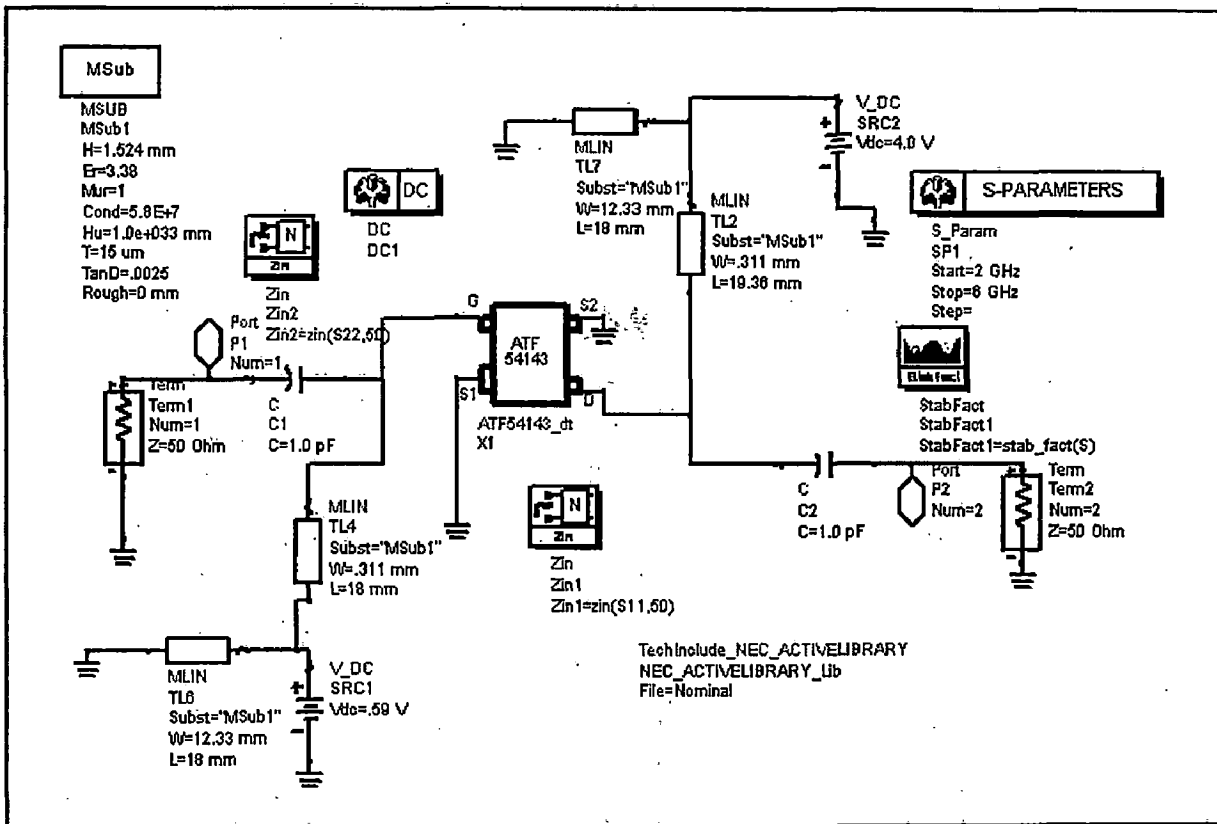 MSub
MSUB
MSub1
H=1.524 mm
Er=3.38
Mur=1
Cond=5.8E+7
Hu=1.0e+033 mm
T=15 um
TanD=.0025
Rough=0 mm
DC
DC
DC1
N
Zin
Zin
Zin2
Zin2=zin(S22,50)
Port
P1
Num=1
Term
Term1
Num=1
Z=50 Ohm
C
C1
C=1.0 pF
G
S2
S1
D
ATF
54143
ATF54143_dt
X1
MLIN
TL7
Subst="MSub1"
W=12.33 mm
L=18 mm
MLIN
TL2
Subst="MSub1"
W=.311 mm
L=19.36 mm
V_DC
SRC2
Vdc=4.0 V
+
-
S-PARAMETERS
S_Param
SP1
Start=2 GHz
Stop=6 GHz
Step=
StabFact
StabFact1
StabFact1=stab_fact(S)
Port
P2
Num=2
Term
Term2
Num=2
Z=50 Ohm
C
C2
C=1.0 pF
MLIN
TL4
Subst="MSub1"
W=.311 mm
L=18 mm
N
Zin
Zin
Zin1
Zin1=zin(S11,50)
MLIN
TL6
Subst="MSub1"
W=12.33 mm
L=18 mm
V_DC
SRC1
Vdc=.59 V
+
-
TechInclude_NEC_ACTIVELIBRARY
NEC_ACTIVELIBRARY_Lib
File=Nominal